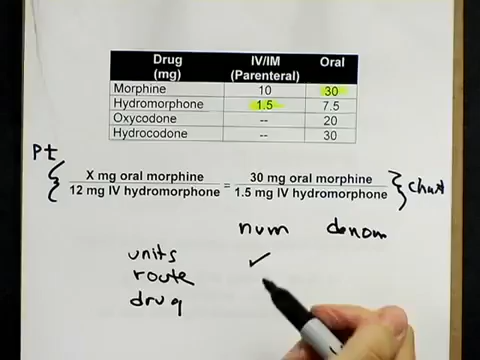 Drug (mg) IV/IM (Parenteral) Oral
Morphine 10 30
Hydromorphone 1.5 7.5
Oxycodone -- 20
Hydrocodone -- 30
Pt
X mg oral morphine = 30 mg oral morphine
12 mg IV hydromorphone 1.5 mg IV hydromorphone
chart
num denom
units ✓
route
drug